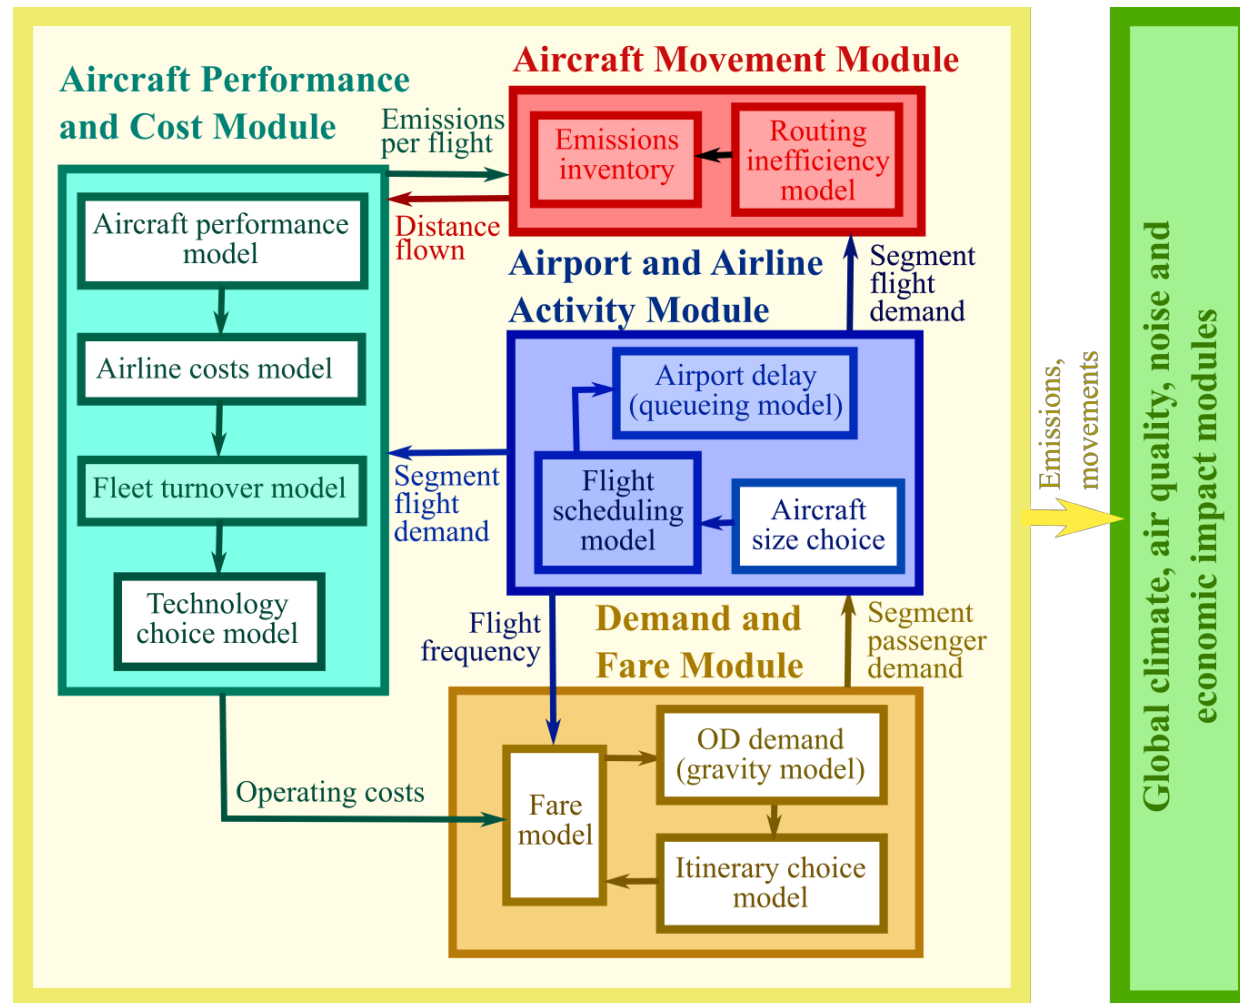 Aircraft Performance
and Cost Module
Emissions
per flight
Aircraft Movement Module
Emissions
inventory
Routing
inefficiency
model
Distance
flown
Aircraft performance
model
Airline costs model
Fleet turnover model
Technology
choice model
Airport and Airline
Activity Module
Segment
flight
demand
Airport delay
(queueing model)
Flight
scheduling
model
Aircraft
size choice
Segment
flight
demand
Flight
frequency
Demand and
Fare Module
Segment
passenger
demand
Operating costs
Fare
model
OD demand
(gravity model)
Itinerary choice
model
Emissions,
movements
Global climate, air quality, noise and
economic impact modules